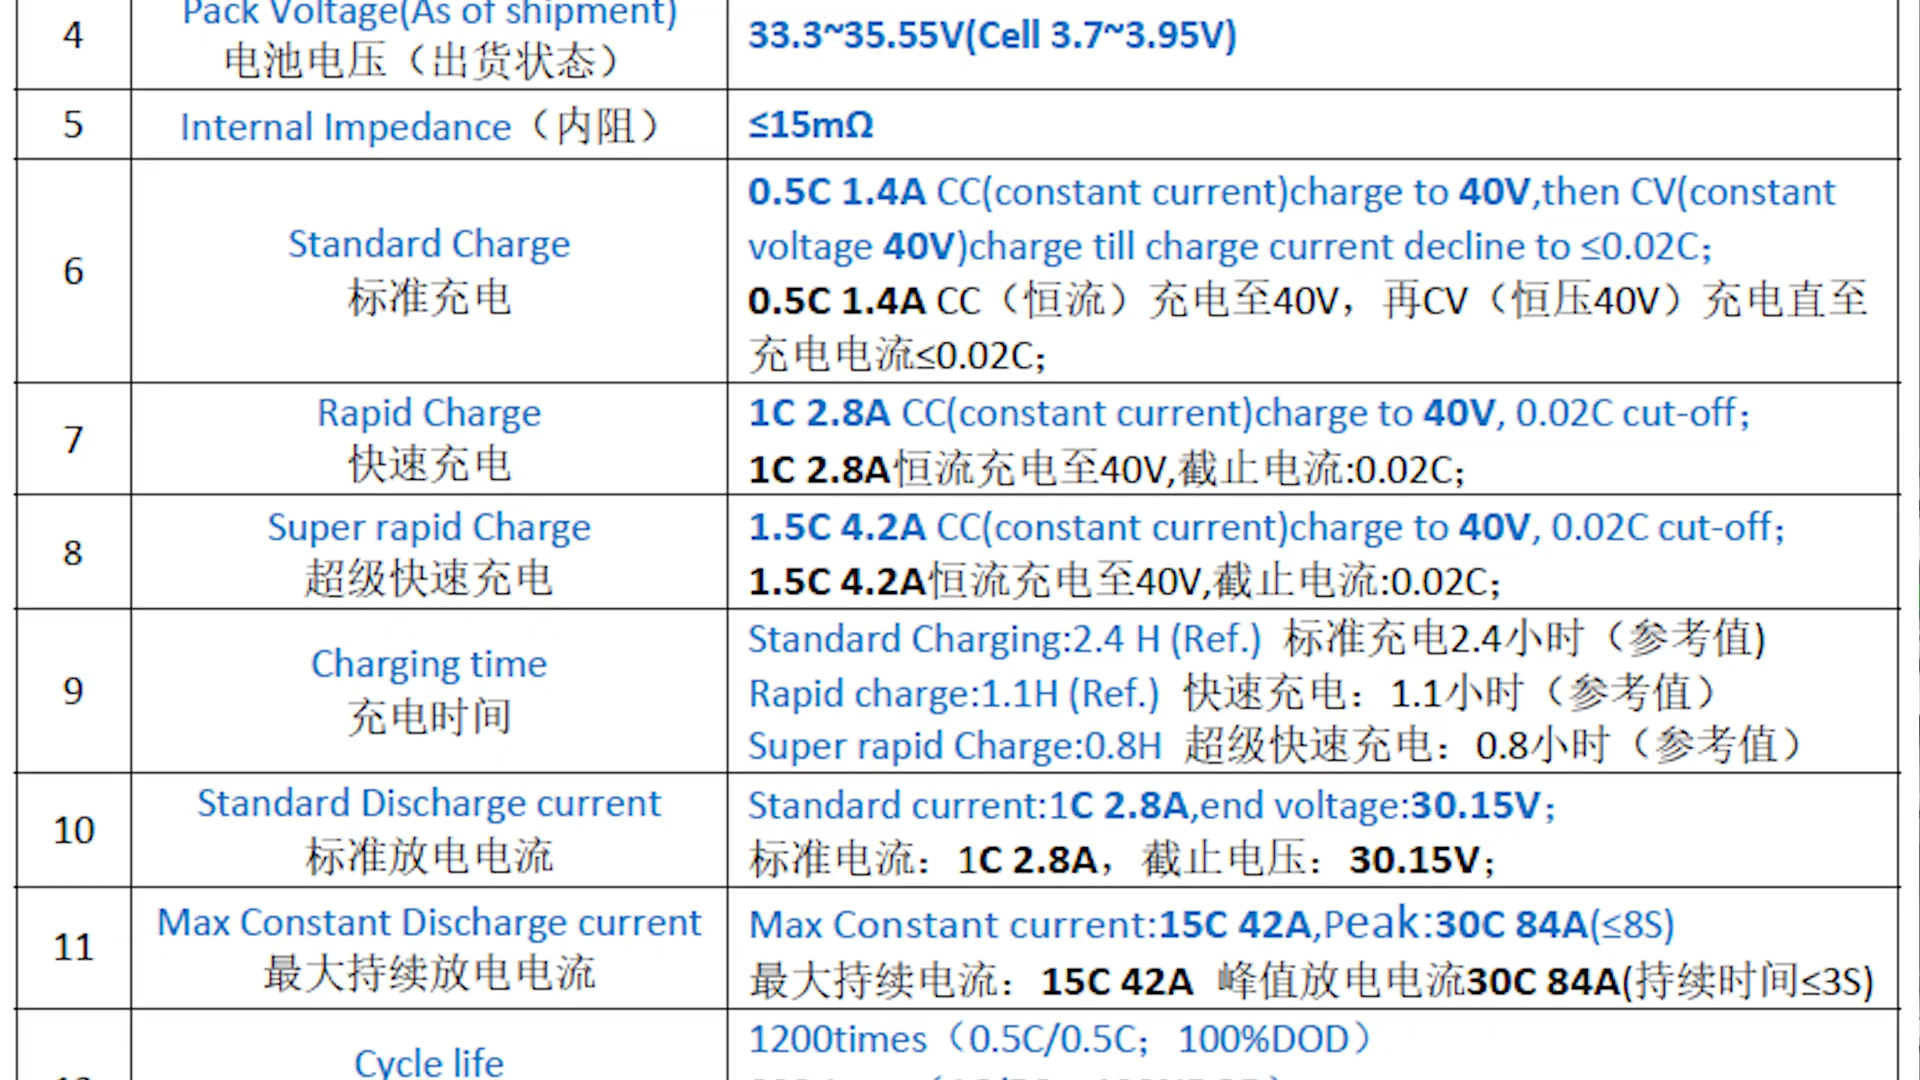 4
Pack Voltage(As of shipment)
电池电压（出货状态）
33.3~35.55V(Cell 3.7~3.95V)
5
Internal Impedance（内阻）
≤15mΩ
6
Standard Charge
标准充电
0.5C 1.4A CC(constant current)charge to 40V,then CV(constant
voltage 40V)charge till charge current decline to ≤0.02C；
0.5C 1.4A CC（恒流）充电至40V，再CV（恒压40V）充电直至
充电电流≤0.02C；
7
Rapid Charge
快速充电
1C 2.8A CC(constant current)charge to 40V, 0.02C cut-off；
1C 2.8A恒流充电至40V,截止电流:0.02C；
8
Super rapid Charge
超级快速充电
1.5C 4.2A CC(constant current)charge to 40V, 0.02C cut-off；
1.5C 4.2A恒流充电至40V,截止电流:0.02C；
9
Charging time
充电时间
Standard Charging:2.4 H (Ref.) 标准充电2.4小时（参考值)
Rapid charge:1.1H (Ref.) 快速充电：1.1小时（参考值）
Super rapid Charge:0.8H 超级快速充电：0.8小时（参考值）
10
Standard Discharge current
标准放电电流
Standard current:1C 2.8A,end voltage:30.15V；
标准电流：1C 2.8A，截止电压：30.15V；
11
Max Constant Discharge current
最大持续放电电流
Max Constant current:15C 42A,Peak:30C 84A(≤8S)
最大持续电流：15C 42A 峰值放电电流30C 84A(持续时间≤3S)
Cycle life
1200times（0.5C/0.5C；100%DOD）